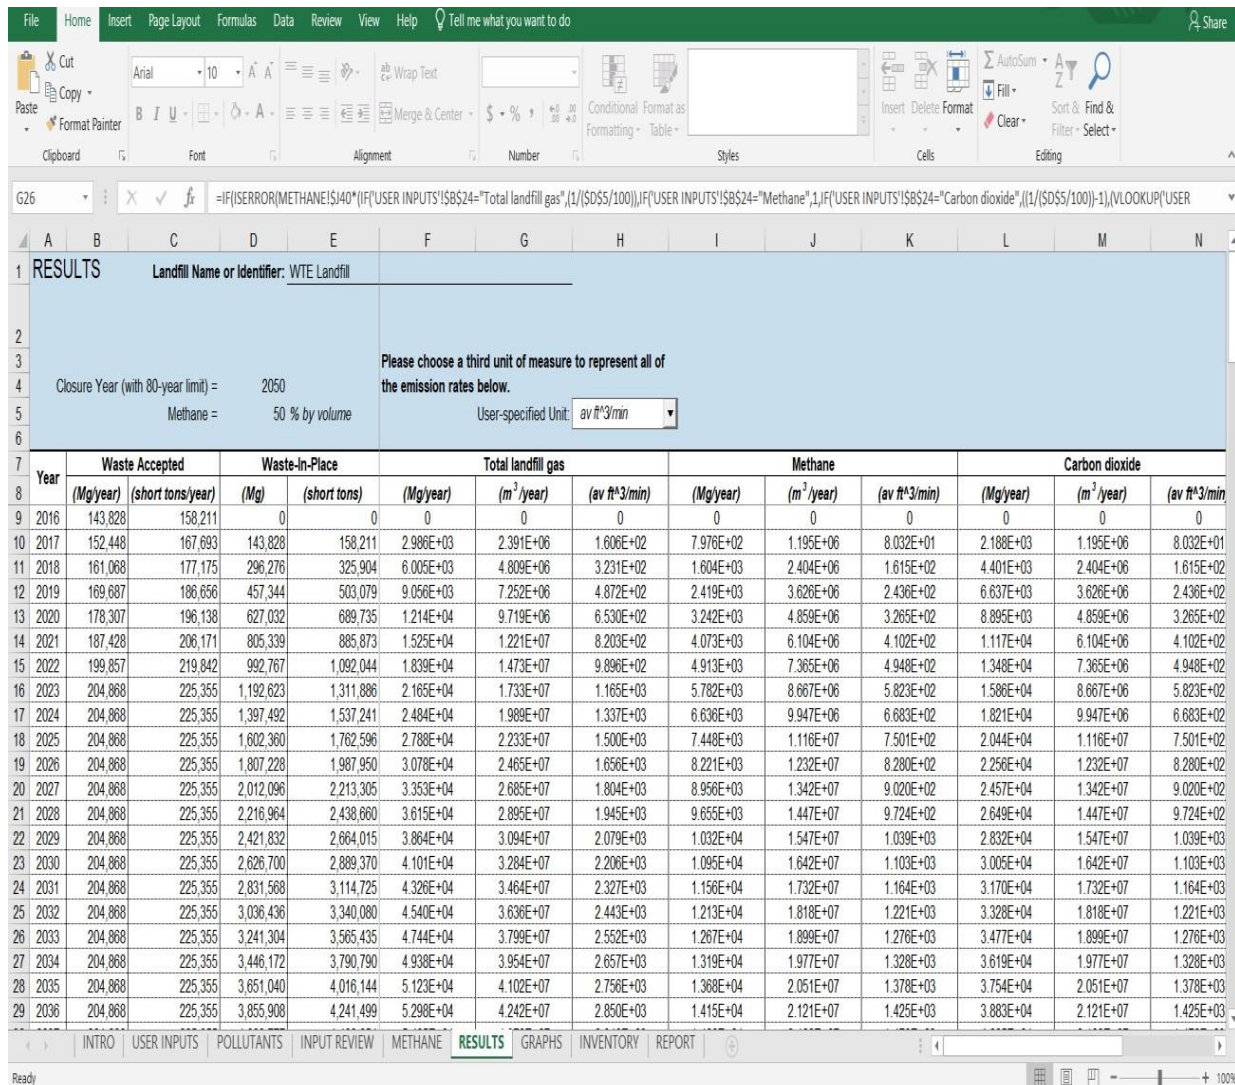 File Home Insert Page Layout Formulas Data Review View Help Tell me what you want to do Share
Cut
Copy
Paste
Format Painter
Clipboard
Arial 10
B I U
Font
Wrap Text
Merge & Center
Alignment
$ % ,
Number
Conditional Formatting
Format as Table
Styles
Insert Delete Format
Cells
AutoSum
Fill
Clear
Sort & Filter
Find & Select
Editing
G26 fx =IF(ISERROR(METHANE!$J40*(IF('USER INPUTS'!$B$24="Total landfill gas",(1/($D$5/100)),IF('USER INPUTS'!$B$24="Methane",1,IF('USER INPUTS'!$B$24="Carbon dioxide",((1/($D$5/100))-1),(VLOOKUP('USER
A B C D E F G H I J K L M N
1 RESULTS Landfill Name or Identifier: WTE Landfill
2
3 Please choose a third unit of measure to represent all of
4 Closure Year (with 80-year limit) = 2050 the emission rates below.
5 Methane = 50 % by volume User-specified Unit: av ft^3/min
6
7 Year Waste Accepted Waste-In-Place Total landfill gas Methane Carbon dioxide
8 (Mg/year) (short tons/year) (Mg) (short tons) (Mg/year) (m³/year) (av ft^3/min) (Mg/year) (m³/year) (av ft^3/min) (Mg/year) (m³/year) (av ft^3/min)
9 2016 143,828 158,211 0 0 0 0 0 0 0 0 0 0 0
10 2017 152,448 167,693 143,828 158,211 2.986E+03 2.391E+06 1.606E+02 7.976E+02 1.195E+06 8.032E+01 2.188E+03 1.195E+06 8.032E+01
11 2018 161,068 177,175 296,276 325,904 6.005E+03 4.809E+06 3.231E+02 1.604E+03 2.404E+06 1.615E+02 4.401E+03 2.404E+06 1.615E+02
12 2019 169,687 186,656 457,344 503,079 9.056E+03 7.252E+06 4.872E+02 2.419E+03 3.626E+06 2.436E+02 6.637E+03 3.626E+06 2.436E+02
13 2020 178,307 196,138 627,032 689,735 1.214E+04 9.719E+06 6.530E+02 3.242E+03 4.859E+06 3.265E+02 8.895E+03 4.859E+06 3.265E+02
14 2021 187,428 206,171 805,339 885,873 1.525E+04 1.221E+07 8.203E+02 4.073E+03 6.104E+06 4.102E+02 1.117E+04 6.104E+06 4.102E+02
15 2022 199,857 219,842 992,767 1,092,044 1.839E+04 1.473E+07 9.896E+02 4.913E+03 7.365E+06 4.948E+02 1.348E+04 7.365E+06 4.948E+02
16 2023 204,868 225,355 1,192,623 1,311,886 2.165E+04 1.733E+07 1.165E+03 5.782E+03 8.667E+06 5.823E+02 1.586E+04 8.667E+06 5.823E+02
17 2024 204,868 225,355 1,397,492 1,537,241 2.484E+04 1.989E+07 1.337E+03 6.636E+03 9.947E+06 6.683E+02 1.821E+04 9.947E+06 6.683E+02
18 2025 204,868 225,355 1,602,360 1,762,596 2.788E+04 2.233E+07 1.500E+03 7.448E+03 1.116E+07 7.501E+02 2.044E+04 1.116E+07 7.501E+02
19 2026 204,868 225,355 1,807,228 1,987,950 3.078E+04 2.465E+07 1.656E+03 8.221E+03 1.232E+07 8.280E+02 2.256E+04 1.232E+07 8.280E+02
20 2027 204,868 225,355 2,012,096 2,213,305 3.353E+04 2.685E+07 1.804E+03 8.956E+03 1.342E+07 9.020E+02 2.457E+04 1.342E+07 9.020E+02
21 2028 204,868 225,355 2,216,964 2,438,660 3.615E+04 2.895E+07 1.945E+03 9.655E+03 1.447E+07 9.724E+02 2.649E+04 1.447E+07 9.724E+02
22 2029 204,868 225,355 2,421,832 2,664,015 3.864E+04 3.094E+07 2.079E+03 1.032E+04 1.547E+07 1.039E+03 2.832E+04 1.547E+07 1.039E+03
23 2030 204,868 225,355 2,626,700 2,889,370 4.101E+04 3.284E+07 2.206E+03 1.095E+04 1.642E+07 1.103E+03 3.005E+04 1.642E+07 1.103E+03
24 2031 204,868 225,355 2,831,568 3,114,725 4.326E+04 3.464E+07 2.327E+03 1.156E+04 1.732E+07 1.164E+03 3.170E+04 1.732E+07 1.164E+03
25 2032 204,868 225,355 3,036,436 3,340,080 4.540E+04 3.636E+07 2.443E+03 1.213E+04 1.818E+07 1.221E+03 3.328E+04 1.818E+07 1.221E+03
26 2033 204,868 225,355 3,241,304 3,565,435 4.744E+04 3.799E+07 2.552E+03 1.267E+04 1.899E+07 1.276E+03 3.477E+04 1.899E+07 1.276E+03
27 2034 204,868 225,355 3,446,172 3,790,790 4.938E+04 3.954E+07 2.657E+03 1.319E+04 1.977E+07 1.328E+03 3.619E+04 1.977E+07 1.328E+03
28 2035 204,868 225,355 3,651,040 4,016,144 5.123E+04 4.102E+07 2.756E+03 1.368E+04 2.051E+07 1.378E+03 3.754E+04 2.051E+07 1.378E+03
29 2036 204,868 225,355 3,855,908 4,241,499 5.298E+04 4.242E+07 2.850E+03 1.415E+04 2.121E+07 1.425E+03 3.883E+04 2.121E+07 1.425E+03
INTRO USER INPUTS POLLUTANTS INPUT REVIEW METHANE RESULTS GRAPHS INVENTORY REPORT
Ready 100%